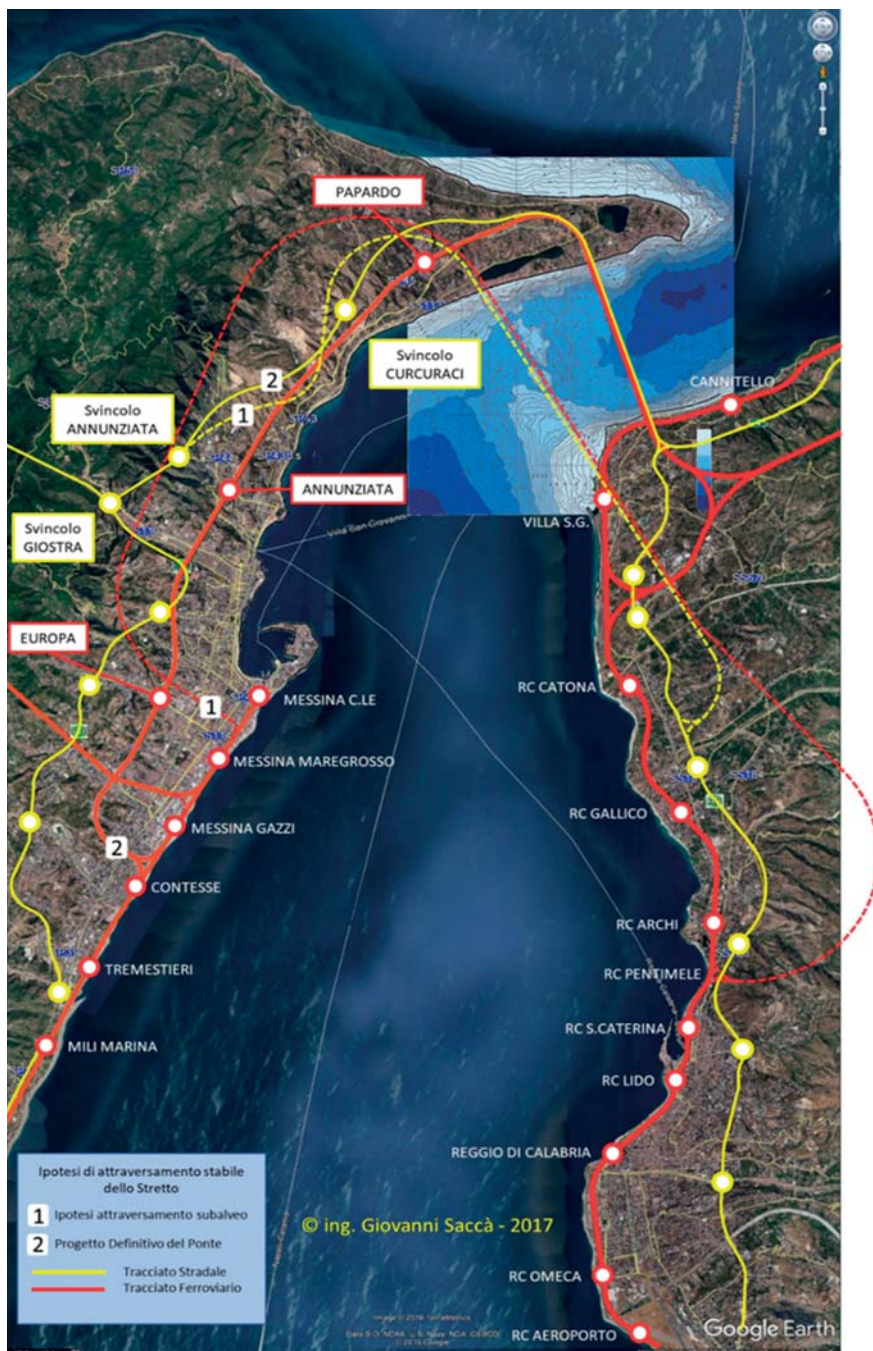 PAPARDO
Svincolo
CURCURACI
CANNITELLO
2
Svincolo
ANNUNZIATA
1
ANNUNZIATA
Villa San Giovanni
VILLA S.G.
Svincolo
GIOSTRA
EUROPA
RC CATONA
1
MESSINA C.LE
MESSINA MAREGROSSO
RC GALLICO
MESSINA GAZZI
2
CONTESSE
RC ARCHI
TREMESTIERI
RC PENTIMELE
RC S.CATERINA
MILI MARINA
RC LIDO
REGGIO DI CALABRIA
Ipotesi di attraversamento stabile
dello Stretto
1 Ipotesi attraversamento subalveo
2 Progetto Definitivo del Ponte
Tracciato Stradale
Tracciato Ferroviario
© ing. Giovanni Saccà - 2017
RC OMECA
RC AEROPORTO
Google Earth